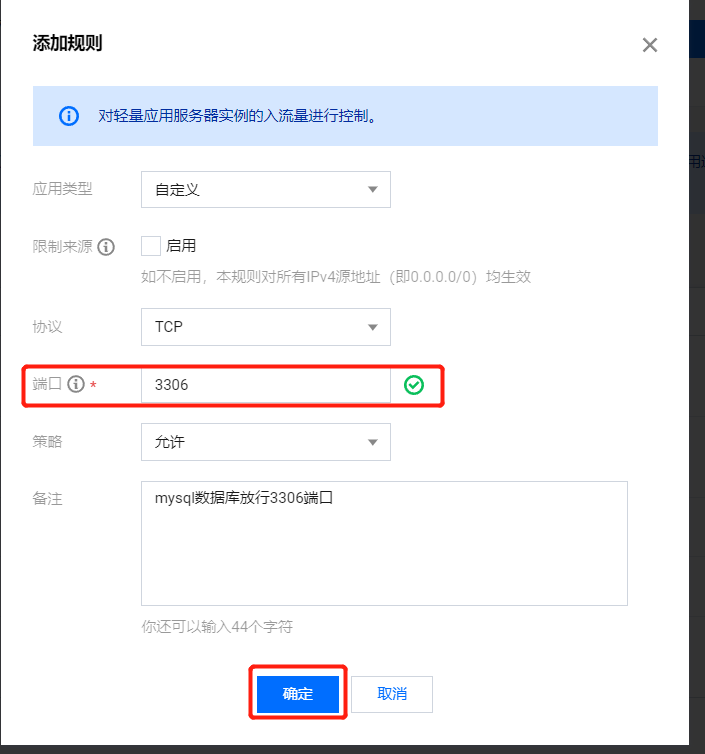 添加规则
对轻量应用服务器实例的入流量进行控制。
应用类型 自定义
限制来源 启用
如不启用，本规则对所有IPv4源地址（即0.0.0.0/0）均生效
协议 TCP
端口 * 3306
策略 允许
备注 mysql数据库放行3306端口
你还可以输入44个字符
确定 取消